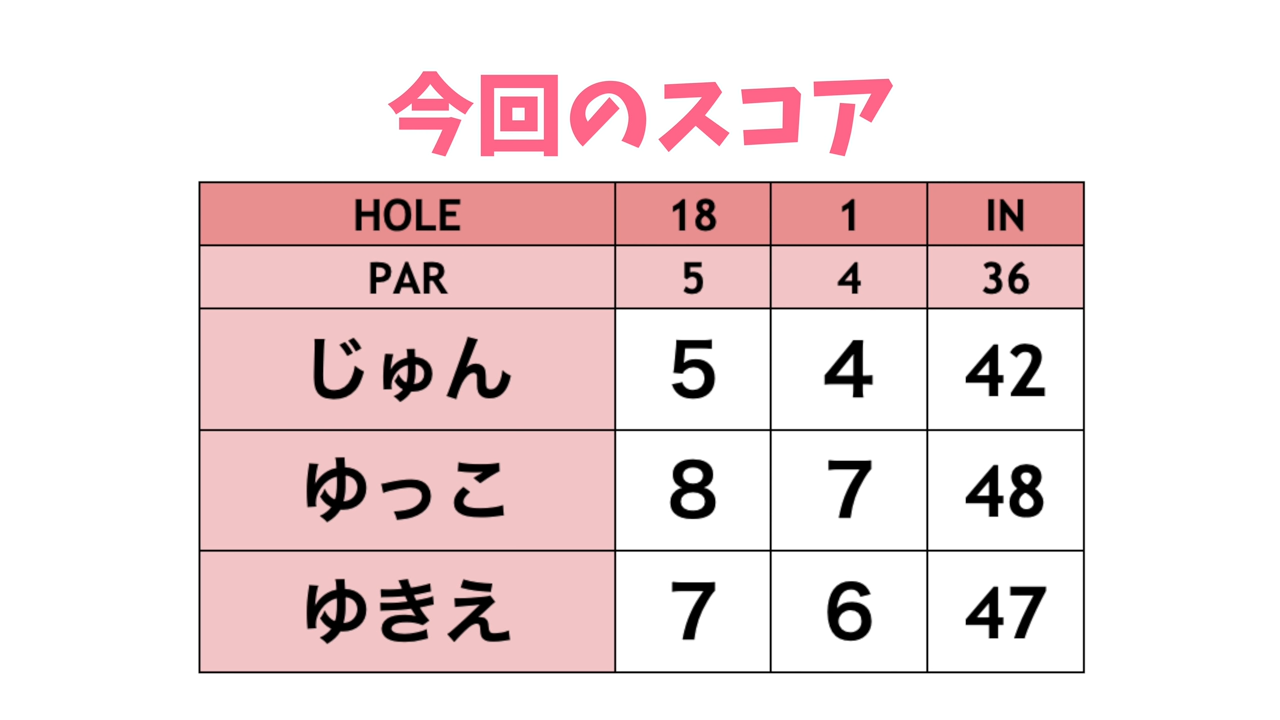 今回のスコア
HOLE 18 1 IN
PAR 5 4 36
じゅん 5 4 42
ゆっこ 8 7 48
ゆきえ 7 6 47